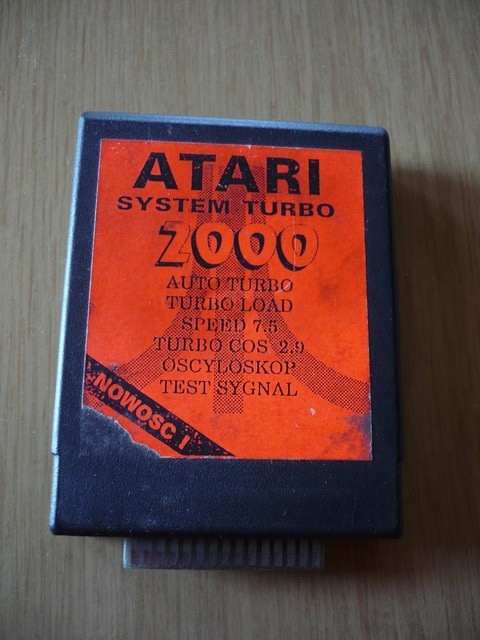 ATARI
SYSTEM TURBO
2000
AUTO TURBO
TURBO LOAD
SPEED 7.5
TURBO COS 2.9
OSCYLOSKOP
TEST SYGNAL
NOWOSC !